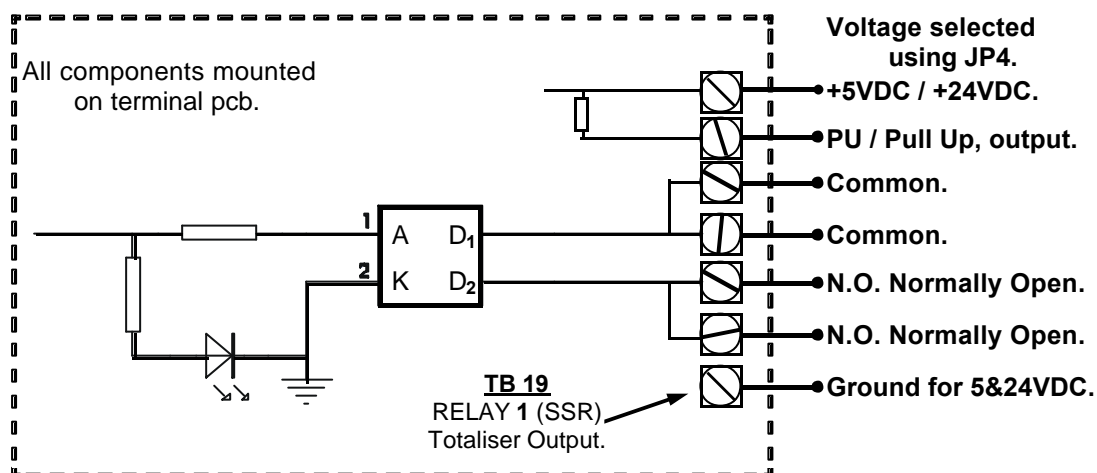 Voltage selected
using JP4.
All components mounted
on terminal pcb.
+5VDC / +24VDC.
PU / Pull Up, output.
Common.
1
A D1
Common.
2
K D2
N.O. Normally Open.
N.O. Normally Open.
TB 19
RELAY 1 (SSR)
Totaliser Output.
Ground for 5&24VDC.